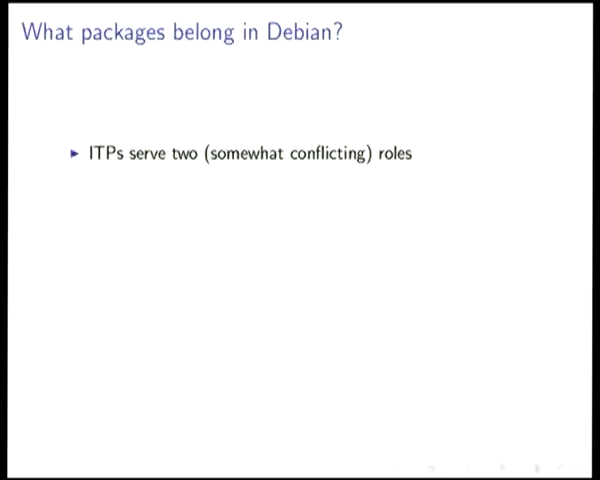 What packages belong in Debian?
► ITPs serve two (somewhat conflicting) roles